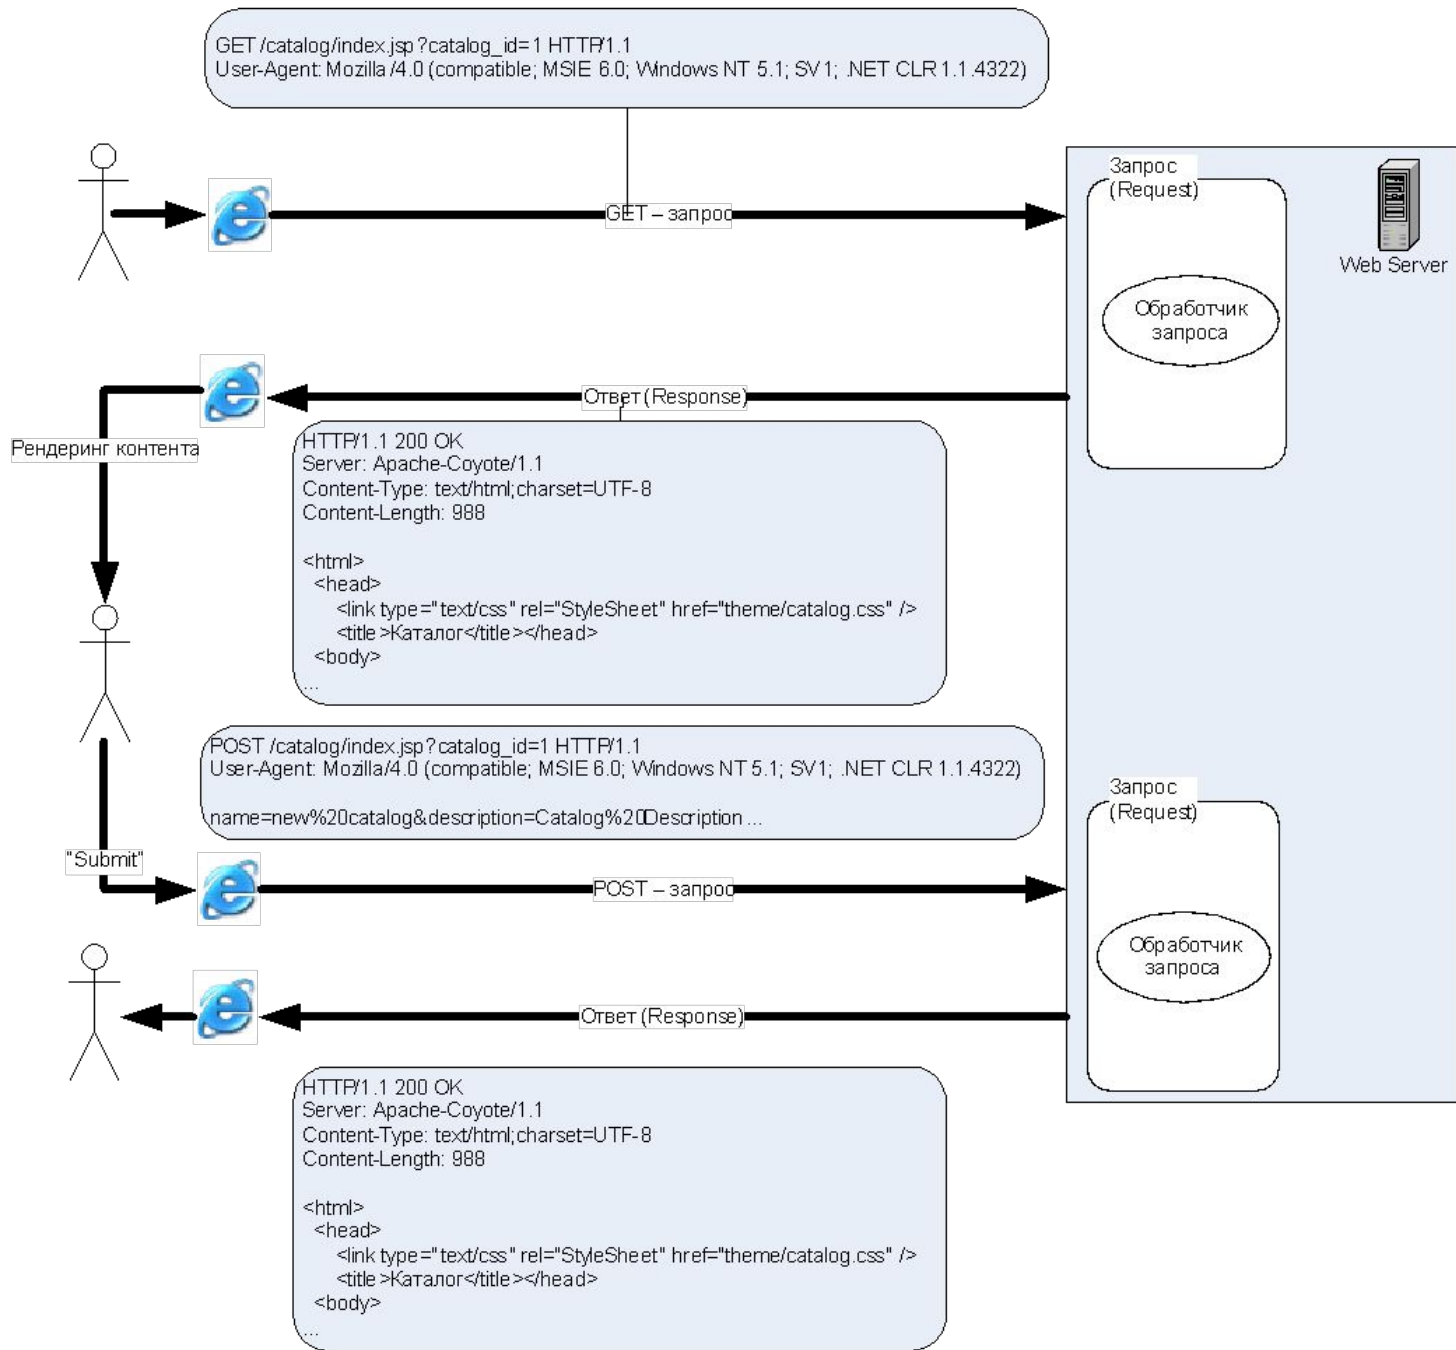 GET /catalog/index.jsp?catalog_id=1 HTTP/1.1
User-Agent: Mozilla/4.0 (compatible; MSIE 6.0; Windows NT 5.1; SV1; .NET CLR 1.1.4322)
Запрос
(Request)
Web Server
GET – запрос
Обработчик
запроса
Ответ (Response)
Рендеринг контента
HTTP/1.1 200 OK
Server: Apache-Coyote/1.1
Content-Type: text/html;charset=UTF-8
Content-Length: 988
<html>
<head>
<link type="text/css" rel="StyleSheet" href="theme/catalog.css" />
<title>Каталог</title></head>
<body>
...
POST /catalog/index.jsp?catalog_id=1 HTTP/1.1
User-Agent: Mozilla/4.0 (compatible; MSIE 6.0; Windows NT 5.1; SV1; .NET CLR 1.1.4322)
name=new%20catalog&description=Catalog%20Description ...
Запрос
(Request)
"Submit"
POST – запрос
Обработчик
запроса
Ответ (Response)
HTTP/1.1 200 OK
Server: Apache-Coyote/1.1
Content-Type: text/html;charset=UTF-8
Content-Length: 988
<html>
<head>
<link type="text/css" rel="StyleSheet" href="theme/catalog.css" />
<title>Каталог</title></head>
<body>
...